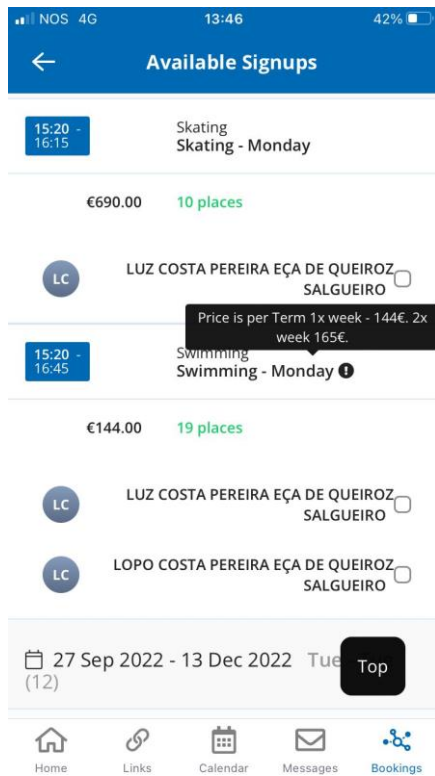 NOS 4G 13:46 42%
Available Signups
15:20 - Skating
16:15 Skating - Monday
€690.00 10 places
LC LUZ COSTA PEREIRA EÇA DE QUEIROZ
SALGUEIRO
Price is per Term 1x week - 144€. 2x
week 165€.
15:20 - Swimming
16:45 Swimming - Monday
€144.00 19 places
LC LUZ COSTA PEREIRA EÇA DE QUEIROZ
SALGUEIRO
LC LOPO COSTA PEREIRA EÇA DE QUEIROZ
SALGUEIRO
27 Sep 2022 - 13 Dec 2022 Tue
(12)
Top
Home Links Calendar Messages Bookings